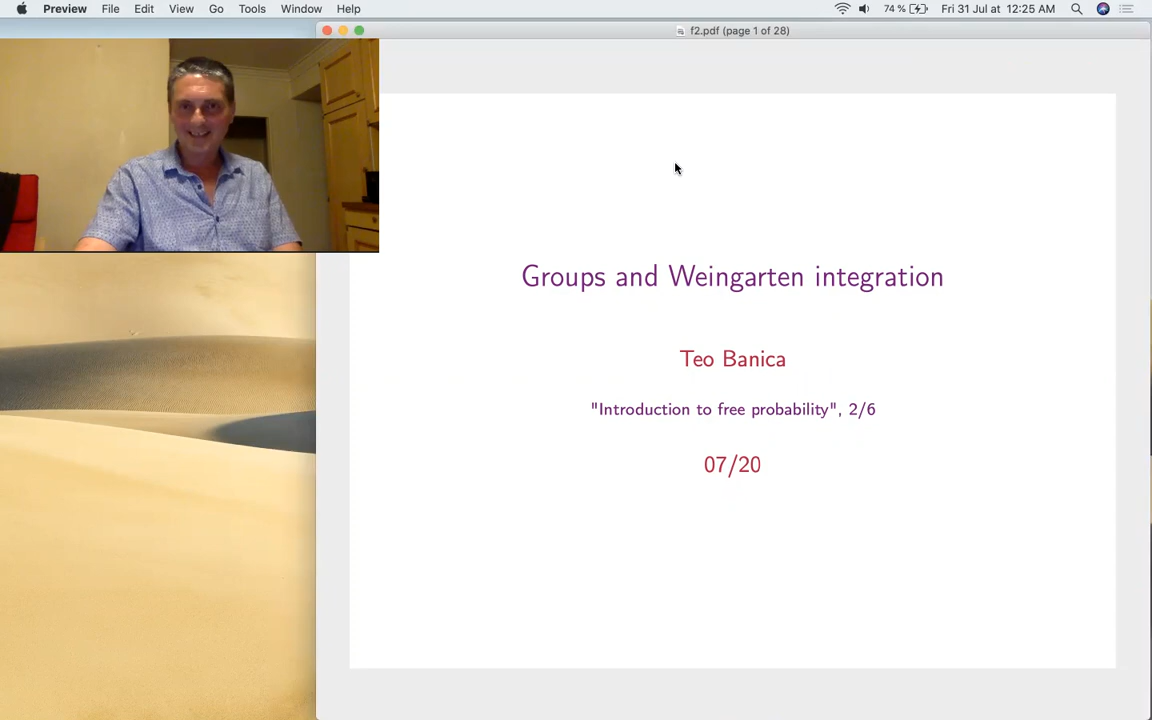 Preview File Edit View Go Tools Window Help 74 % Fri 31 Jul at 12:25 AM
f2.pdf (page 1 of 28)
Groups and Weingarten integration
Teo Banica
"Introduction to free probability", 2/6
07/20